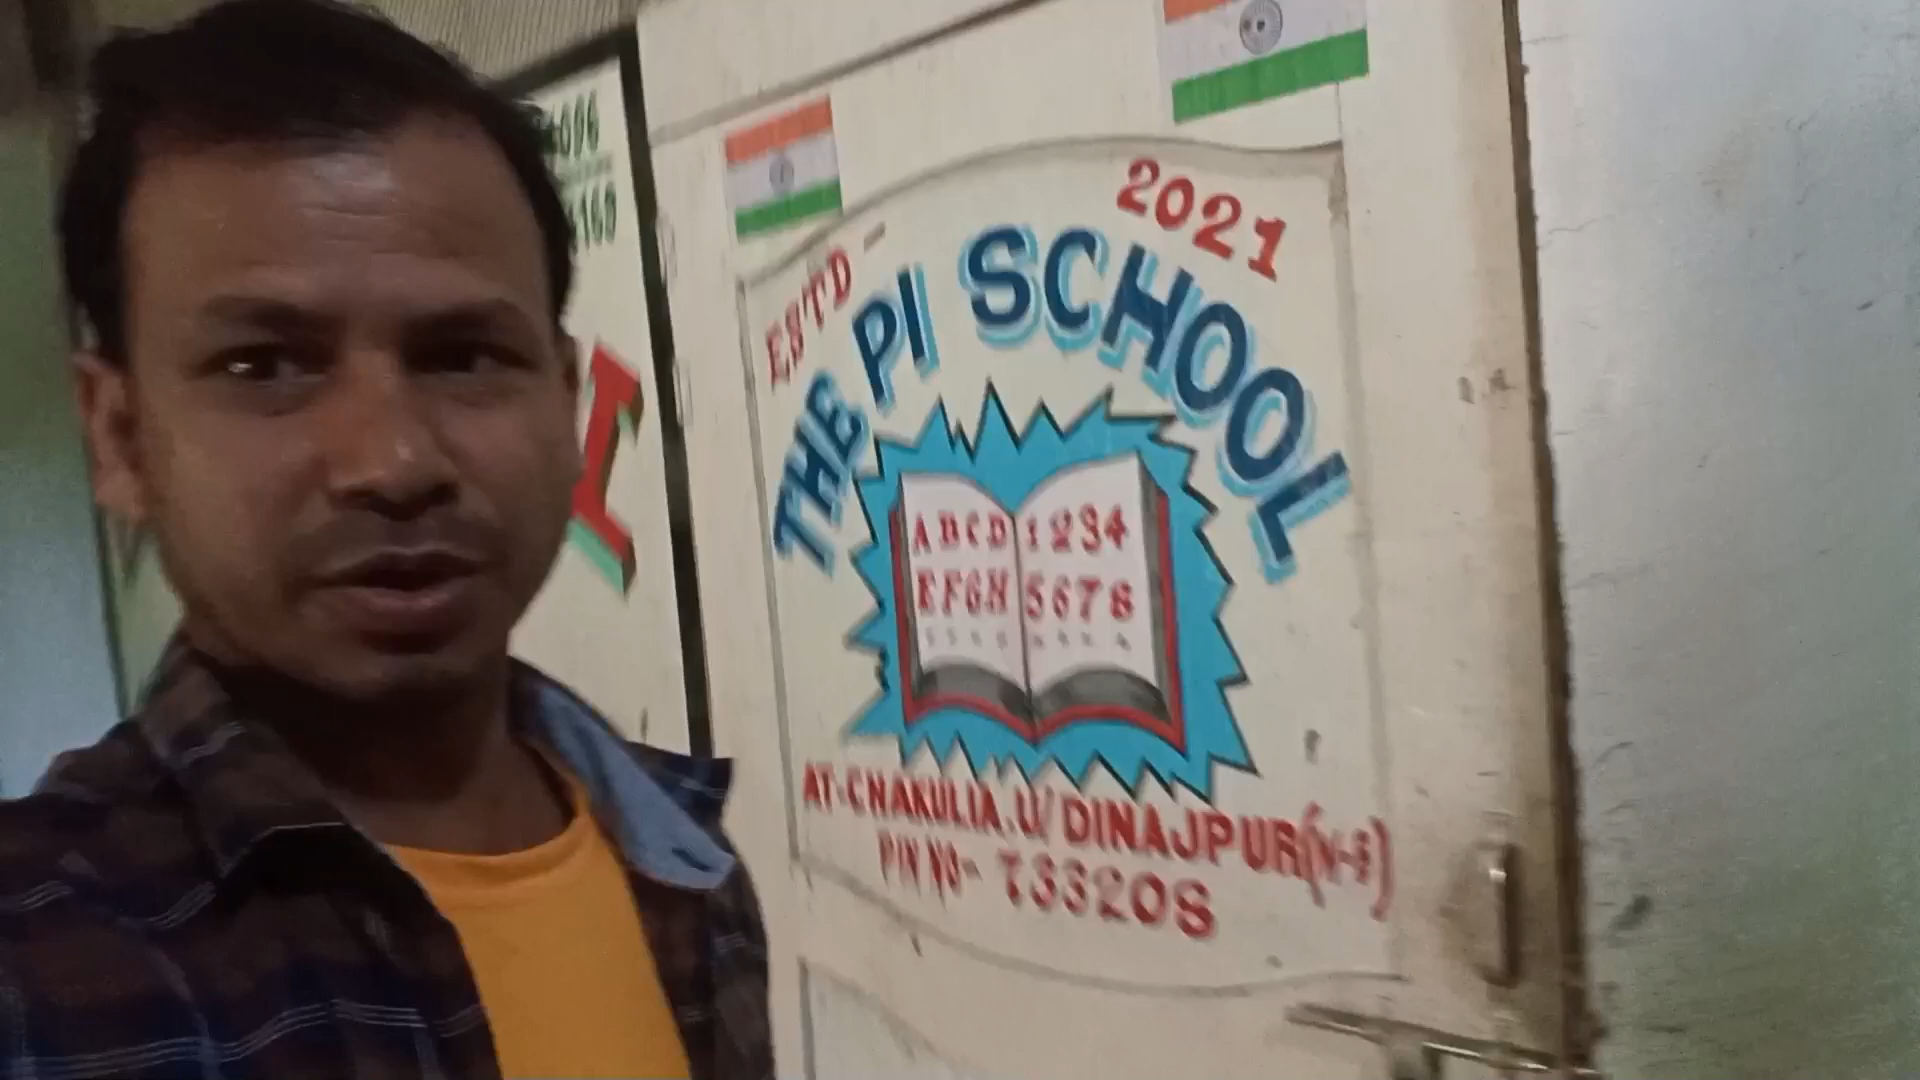 ESTD - 2021
THE PI SCHOOL
ABCD 1234
EFGH 5678
AT-CHAKULIA.U/DINAJPUR(W-B)
PIN NO- 733208